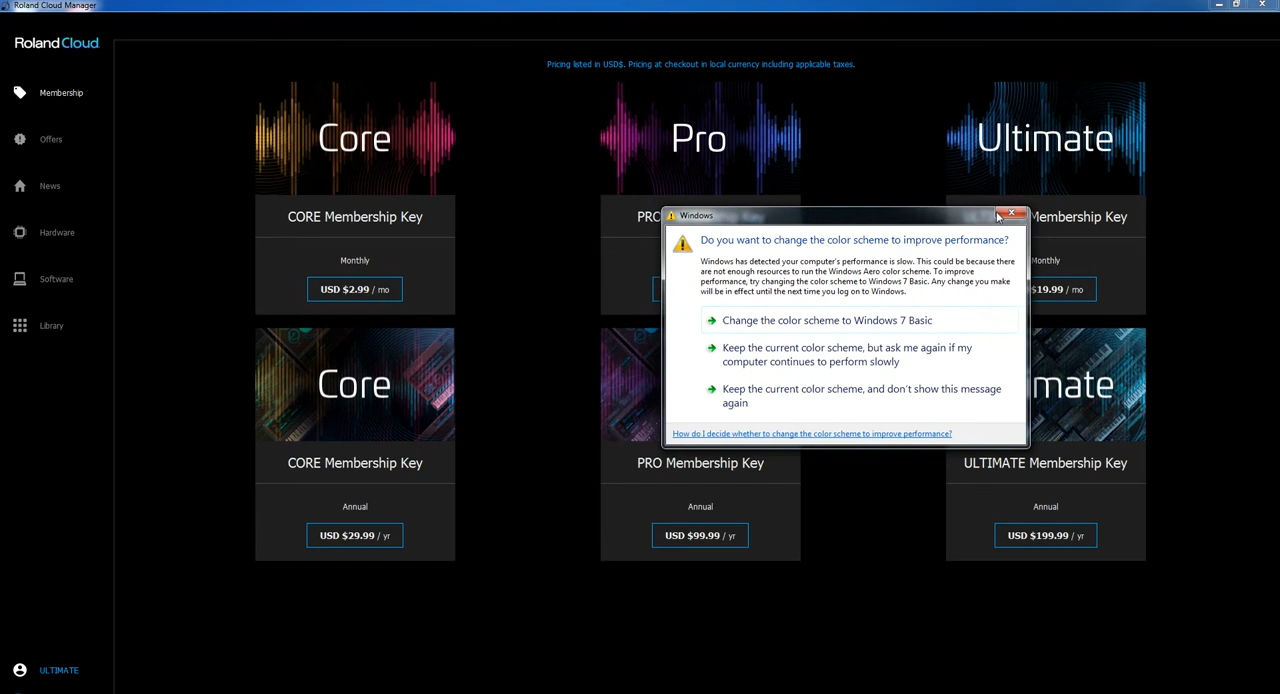 Roland Cloud Manager
Roland Cloud
Membership
Offers
News
Hardware
Software
Library
ULTIMATE
Pricing listed in USD$. Pricing at checkout in local currency including applicable taxes.
Core
CORE Membership Key
Monthly
USD $2.99 / mo
Pro
PRO Membership Key
Ultimate
Membership Key
Monthly
$19.99 / mo
Windows
Do you want to change the color scheme to improve performance?
Windows has detected your computer's performance is slow. This could be because there
are not enough resources to run the Windows Aero color scheme. To improve
performance, try changing the color scheme to Windows 7 Basic. Any change you make
will be in effect until the next time you log on to Windows.
Change the color scheme to Windows 7 Basic
Keep the current color scheme, but ask me again if my
computer continues to perform slowly
Keep the current color scheme, and don't show this message
again
How do I decide whether to change the color scheme to improve performance?
Core
CORE Membership Key
Annual
USD $29.99 / yr
PRO Membership Key
Annual
USD $99.99 / yr
mate
ULTIMATE Membership Key
Annual
USD $199.99 / yr